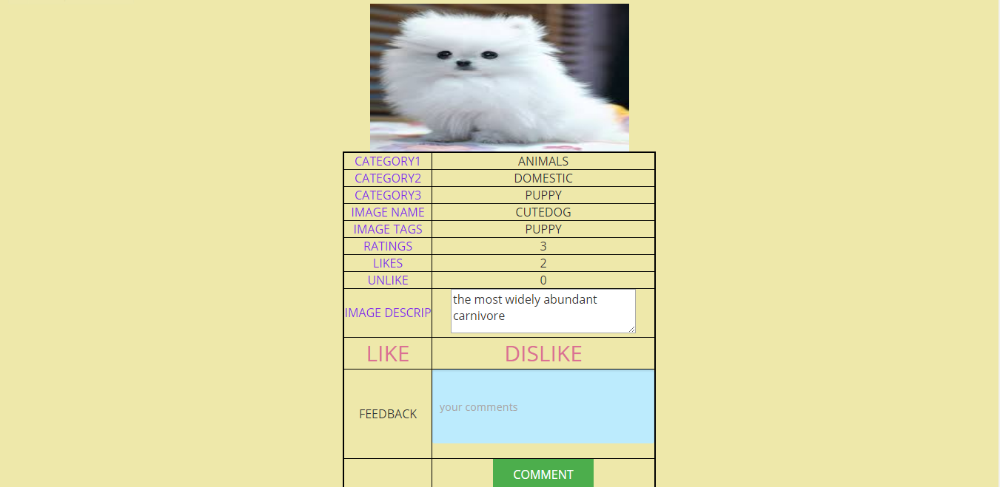 CATEGORY1 ANIMALS
CATEGORY2 DOMESTIC
CATEGORY3 PUPPY
IMAGE NAME CUTEDOG
IMAGE TAGS PUPPY
RATINGS 3
LIKES 2
UNLIKE 0
IMAGE DESCRIP the most widely abundant
carnivore
LIKE DISLIKE
FEEDBACK your comments
COMMENT